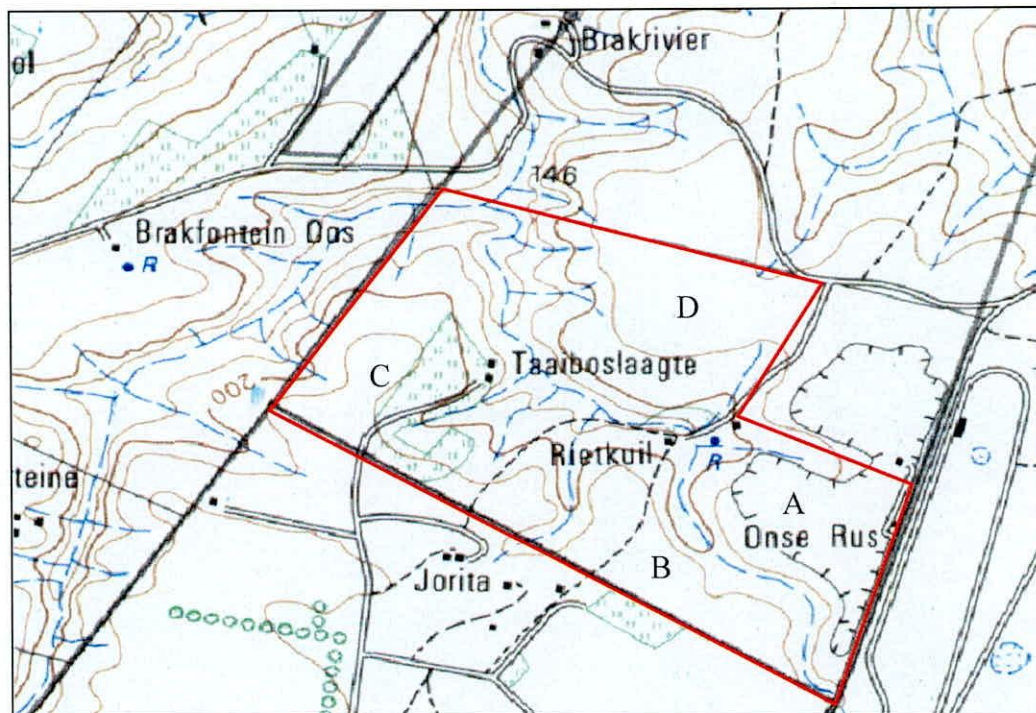 Brakrivier
ol
146
Brakfontein Oos
R
D
Taaiboslaagte
C
200
Rietkuil
R
A
teine
Onse Rus
B
Jorita